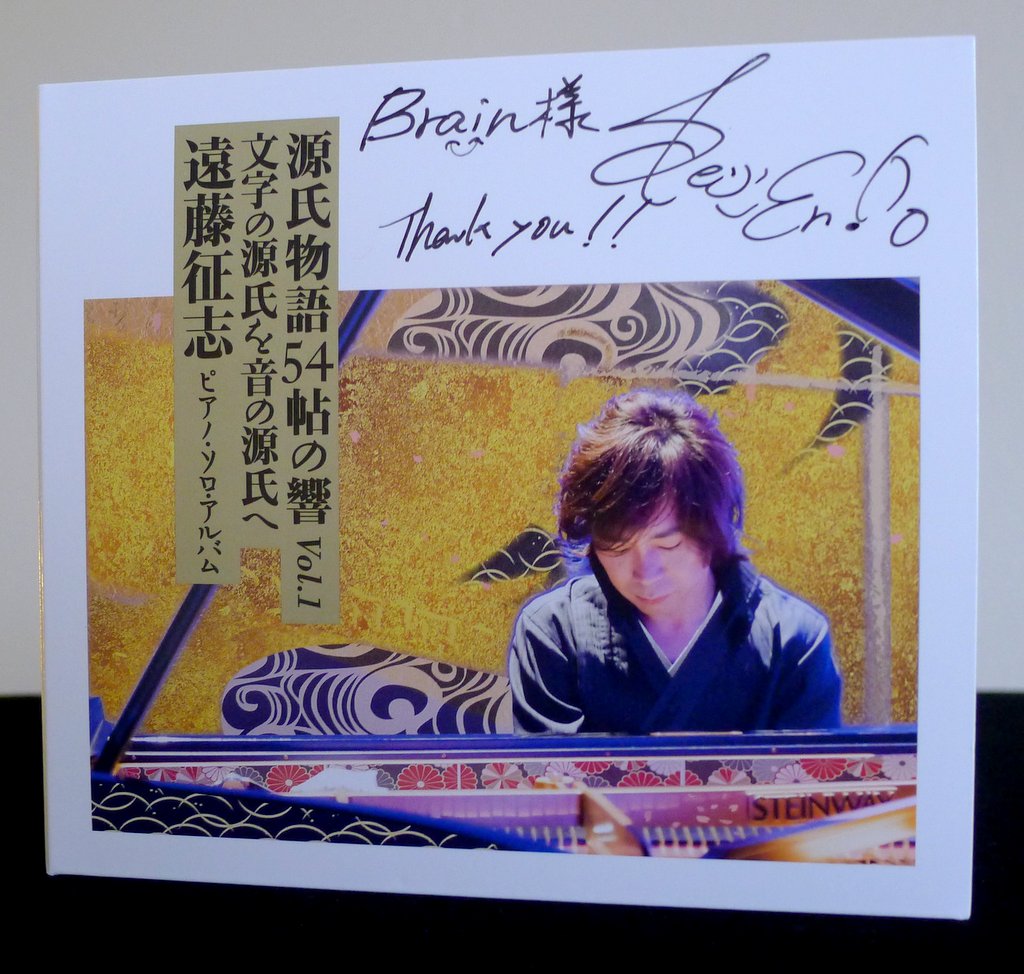 Brain様
Seiji En.
Thank you!!
源氏物語54帖の響 Vol.1
文字の源氏を音の源氏へ
遠藤征志 ピアノ・ソロ・アルバム
STEINWAY